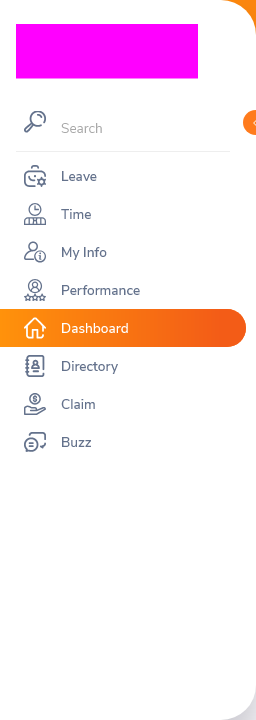 Search
Leave
Time
My Info
Performance
Dashboard
Directory
Claim
Buzz